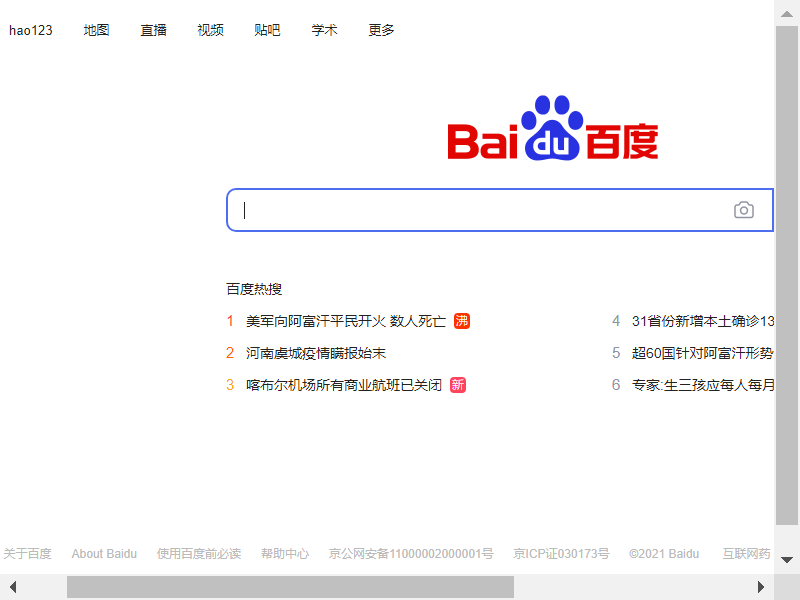 hao123 地图 直播 视频 贴吧 学术 更多
Bai du 百度
百度热搜
1 美军向阿富汗平民开火 数人死亡 沸
2 河南虞城疫情瞒报始末
3 喀布尔机场所有商业航班已关闭 新
4 31省份新增本土确诊13
5 超60国针对阿富汗形势
6 专家:生三孩应每人每月
关于百度 About Baidu 使用百度前必读 帮助中心 京公网安备11000002000001号 京ICP证030173号 ©2021 Baidu 互联网药